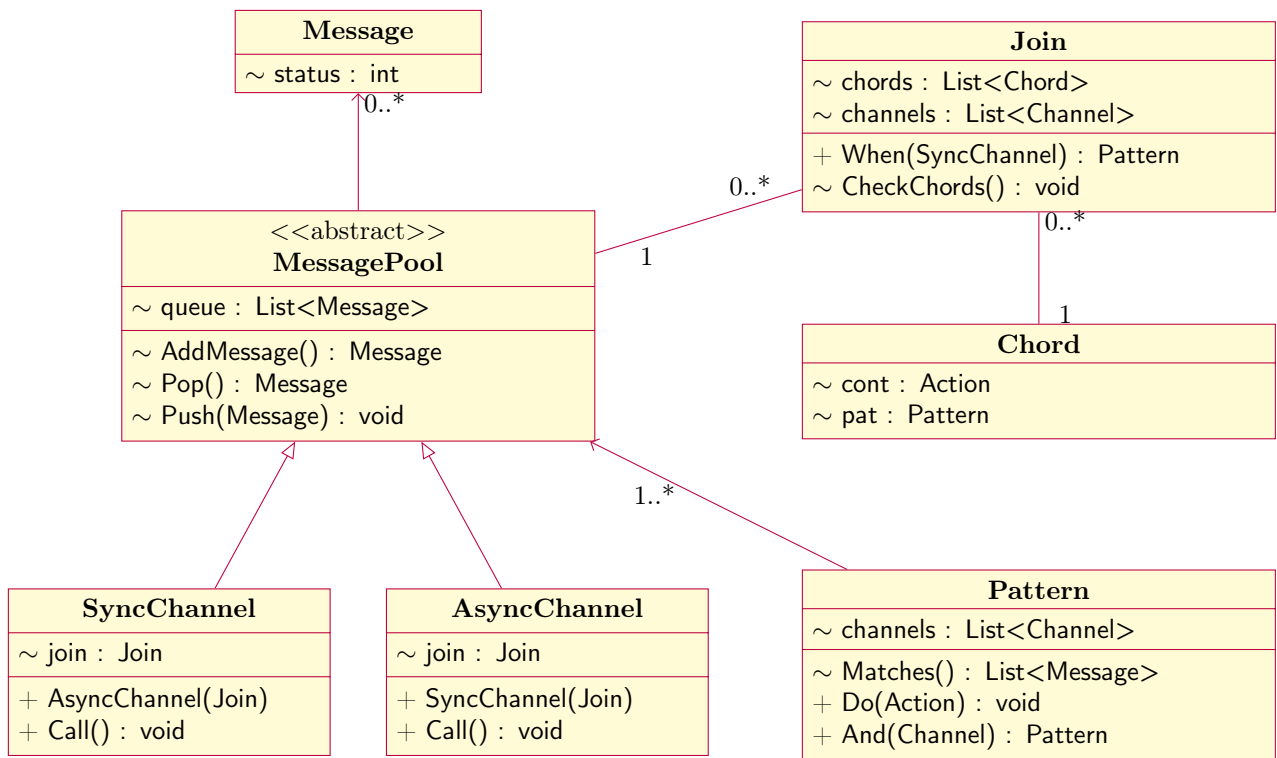 Message
~ status : int
0..*
Join
~ chords : List<Chord>
~ channels : List<Channel>
+ When(SyncChannel) : Pattern
~ CheckChords() : void
0..*
1
0..*
1
<<abstract>>
MessagePool
~ queue : List<Message>
~ AddMessage() : Message
~ Pop() : Message
~ Push(Message) : void
Chord
~ cont : Action
~ pat : Pattern
1..*
SyncChannel
~ join : Join
+ AsyncChannel(Join)
+ Call() : void
AsyncChannel
~ join : Join
+ SyncChannel(Join)
+ Call() : void
Pattern
~ channels : List<Channel>
~ Matches() : List<Message>
+ Do(Action) : void
+ And(Channel) : Pattern